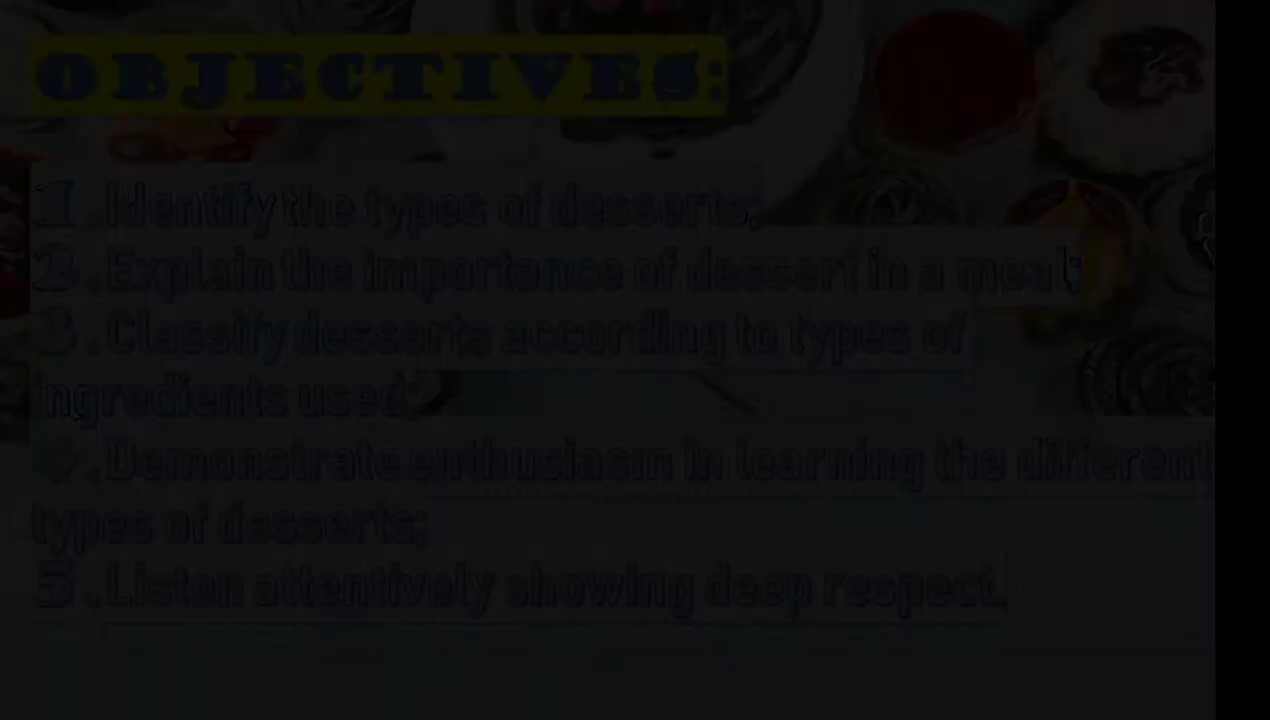 OBJECTIVES:
1. Identify the types of desserts;
2. Explain the importance of dessert in a meal;
3. Classify desserts according to types of
ingredients used;
4. Demonstrate enthusiasm in learning the different
types of desserts;
5. Listen attentively showing deep respect.